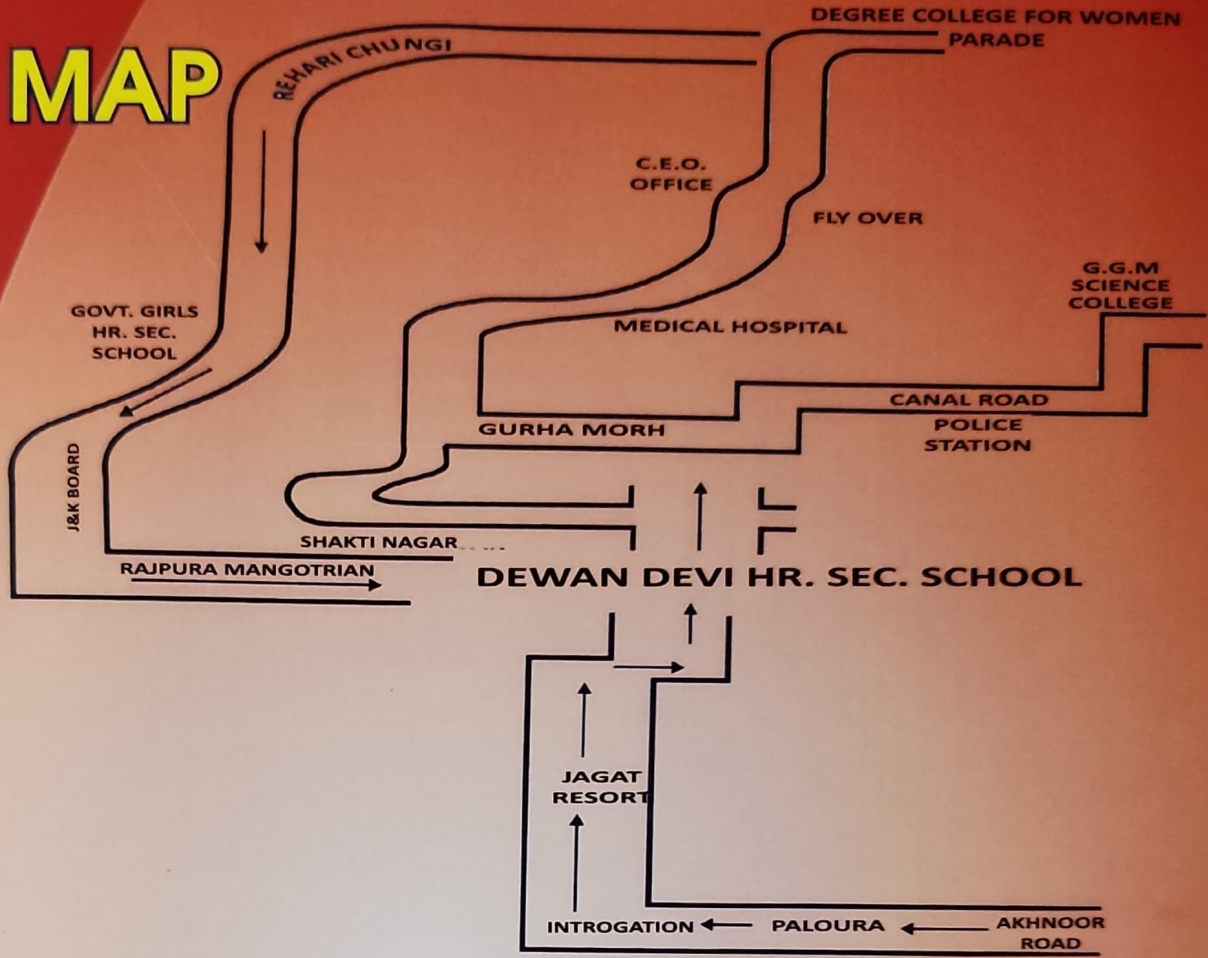 MAP
DEGREE COLLEGE FOR WOMEN
PARADE
REHARI CHUNGI
C.E.O.
OFFICE
FLY OVER
G.G.M
SCIENCE
COLLEGE
GOVT. GIRLS
HR. SEC.
SCHOOL
MEDICAL HOSPITAL
CANAL ROAD
GURHA MORH
POLICE
STATION
J&K BOARD
SHAKTI NAGAR
RAJPURA MANGOTRIAN
DEWAN DEVI HR. SEC. SCHOOL
JAGAT
RESORT
INTROGATION
PALOURA
AKHNOOR
ROAD